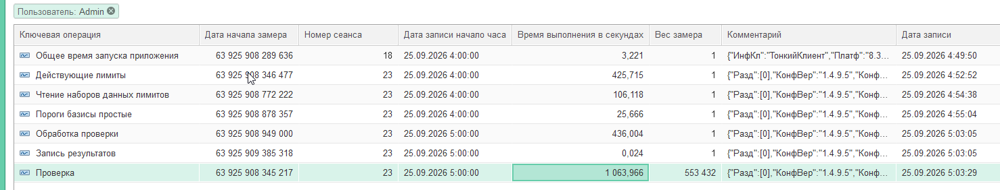 Пользователь: Admin
Ключевая операция Дата начала замера Номер сеанса Дата записи начало часа Время выполнения в секундах Вес замера Комментарий Дата записи
Общее время запуска приложения 63 925 908 289 636 18 25.09.2026 4:00:00 3,221 1 {"ИнфКл":"ТонкийКлиент","Платф":"8.3... 25.09.2026 4:49:50
Действующие лимиты 63 925 908 346 477 23 25.09.2026 4:00:00 425,715 1 {"Разд":[0],"КонфВер":"1.4.9.5","Конф... 25.09.2026 4:52:52
Чтение наборов данных лимитов 63 925 908 772 222 23 25.09.2026 4:00:00 106,118 1 {"Разд":[0],"КонфВер":"1.4.9.5","Конф... 25.09.2026 4:54:38
Пороги базисы простые 63 925 908 878 357 23 25.09.2026 4:00:00 25,666 1 {"Разд":[0],"КонфВер":"1.4.9.5","Конф... 25.09.2026 4:55:04
Обработка проверки 63 925 908 949 000 23 25.09.2026 5:00:00 436,004 1 {"Разд":[0],"КонфВер":"1.4.9.5","Конф... 25.09.2026 5:03:05
Запись результатов 63 925 909 385 318 23 25.09.2026 5:00:00 0,024 1 {"Разд":[0],"КонфВер":"1.4.9.5","Конф... 25.09.2026 5:03:05
Проверка 63 925 908 345 217 23 25.09.2026 5:00:00 1 063,966 553 432 {"Разд":[0],"КонфВер":"1.4.9.5","Конф... 25.09.2026 5:03:29